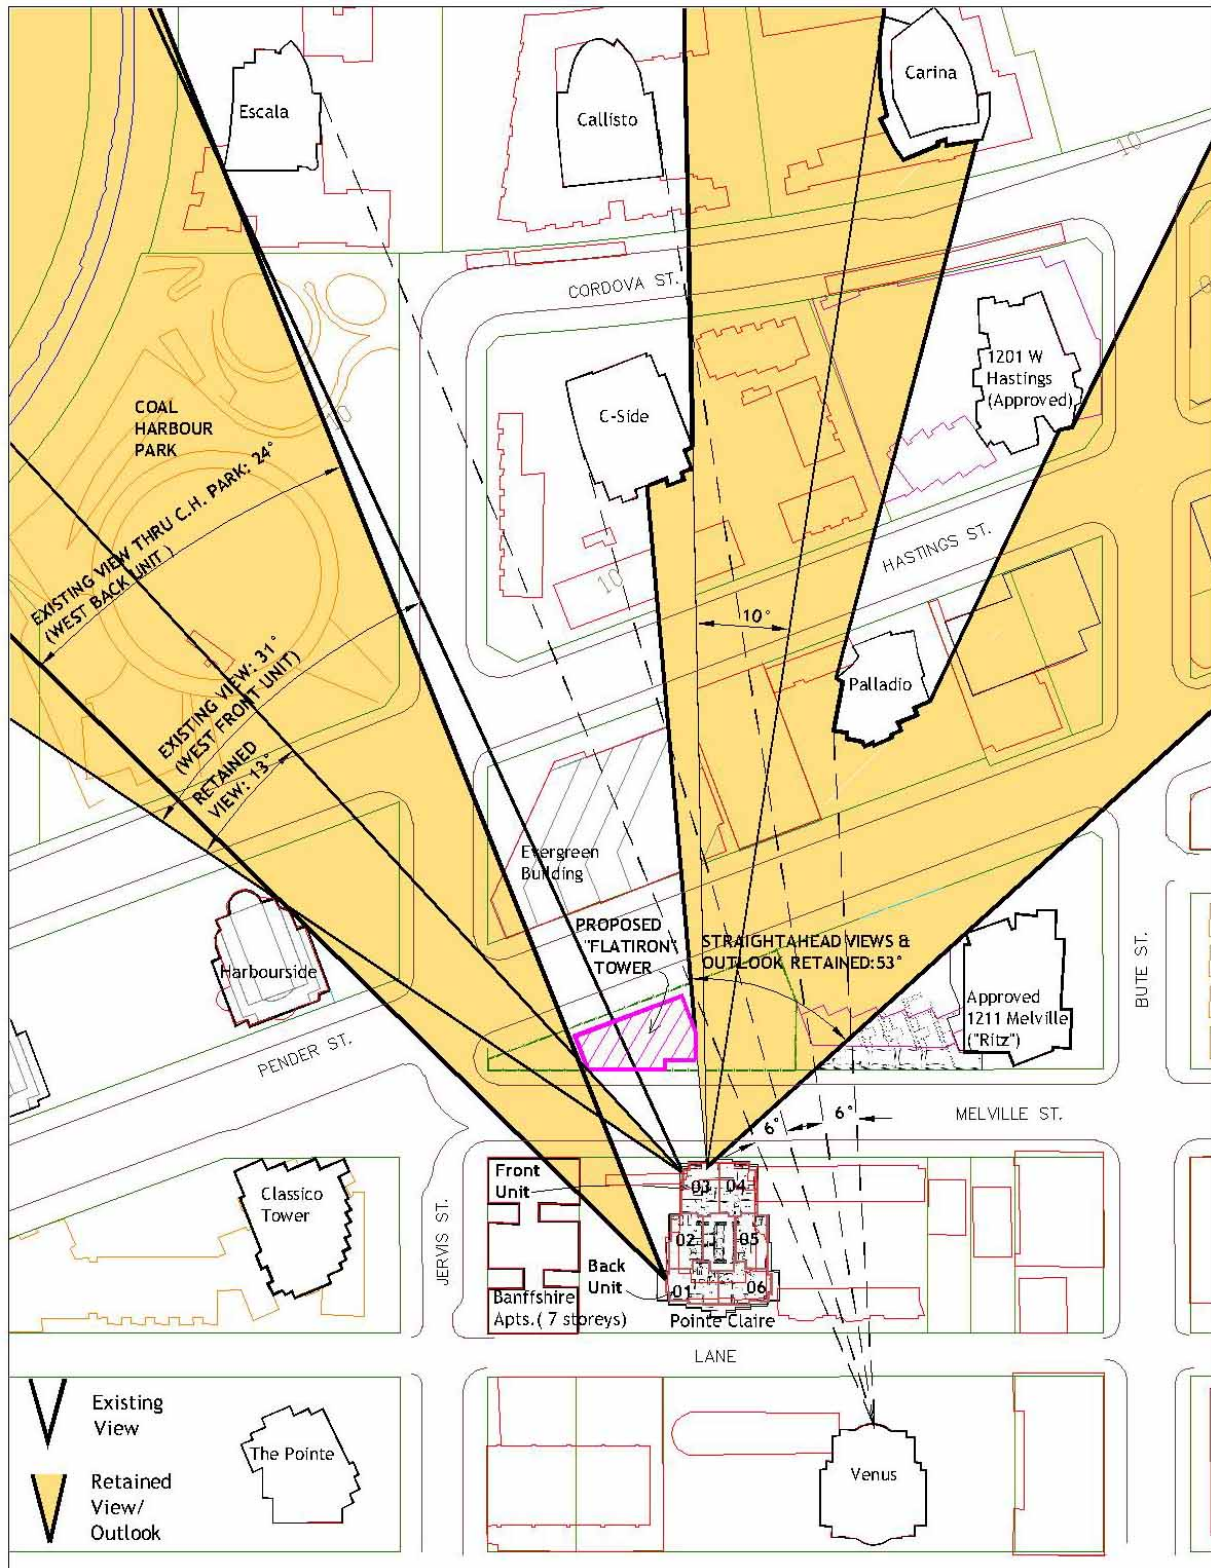 Escala
Callisto
Carina
10
CORDOVA ST.
COAL
HARBOUR
PARK
10
C-Side
1201 W
Hastings
(Approved)
EXISTING VIEW THRU C.H. PARK: 24°
(WEST BACK UNIT)
HASTINGS ST.
10
10°
EXISTING VIEW: 31°
(WEST FRONT UNIT)
RETAINED
VIEW: 13°
Palladio
Evergreen
Building
PROPOSED
"FLATIRON"
TOWER
STRAIGHTAHEAD VIEWS &
OUTLOOK RETAINED:53°
Harbourside
Approved
1211 Melville
("Ritz")
BUTE ST.
PENDER ST.
MELVILLE ST.
6°
6°
Front
Unit
03 04
Classico
Tower
JERVIS ST.
02 05
Back
Unit
01 06
Banffshire
Apts.( 7 storeys)
Pointe Claire
LANE
Existing
View
The Pointe
Venus
Retained
View/
Outlook